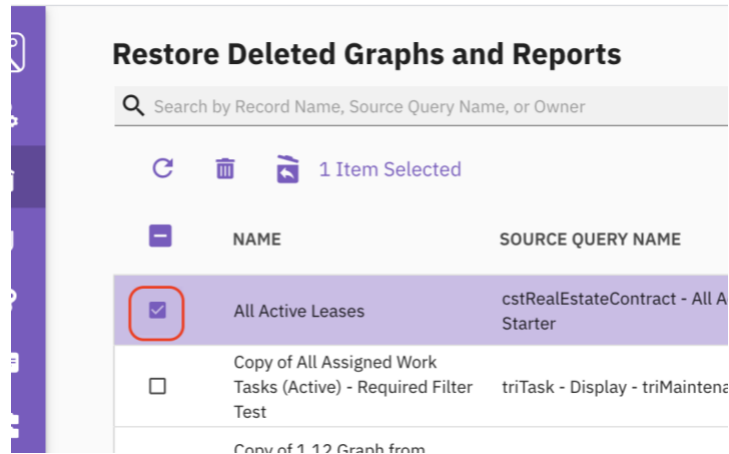 Restore Deleted Graphs and Reports
Search by Record Name, Source Query Name, or Owner
1 Item Selected
NAME
SOURCE QUERY NAME
All Active Leases
cstRealEstateContract - All A
Starter
Copy of All Assigned Work
Tasks (Active) - Required Filter
Test
triTask - Display - triMaintena
Copy of 1.12 Graph from